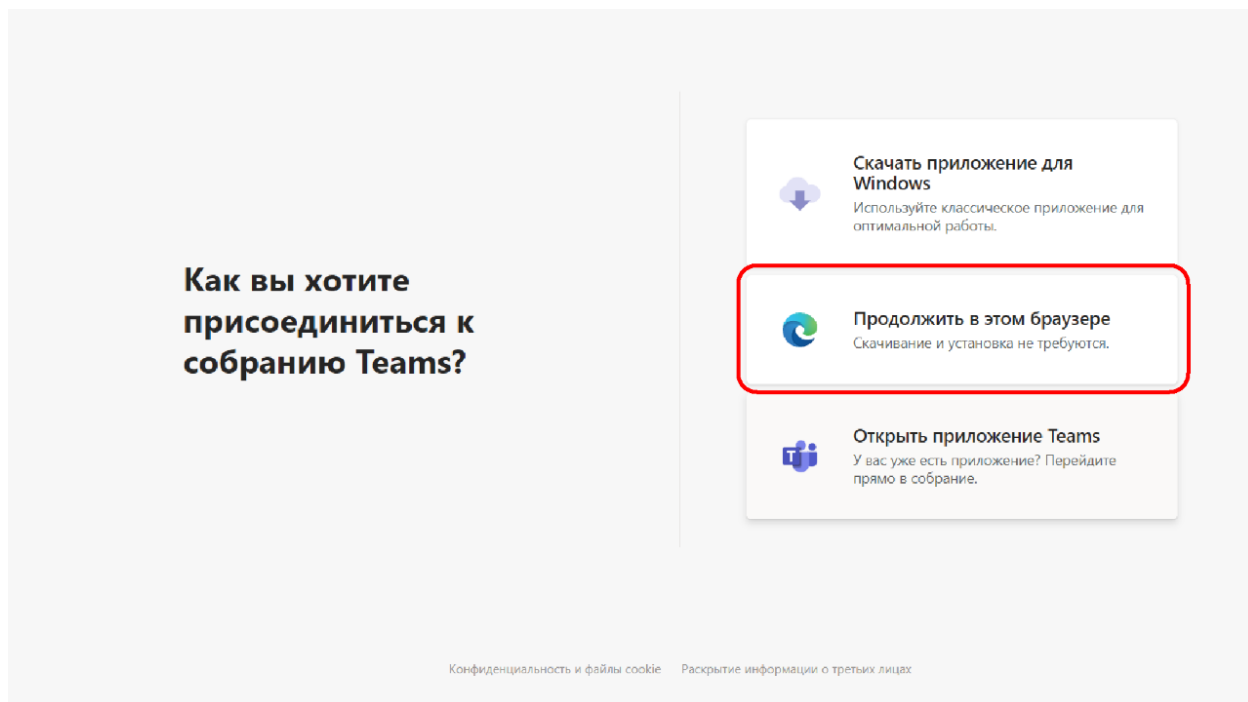 Как вы хотите
присоединиться к
собранию Teams?
Скачать приложение для
Windows
Используйте классическое приложение для
оптимальной работы.
Продолжить в этом браузере
Скачивание и установка не требуются.
Открыть приложение Teams
У вас уже есть приложение? Перейдите
прямо в собрание.
Конфиденциальность и файлы cookie Раскрытие информации о третьих лицах